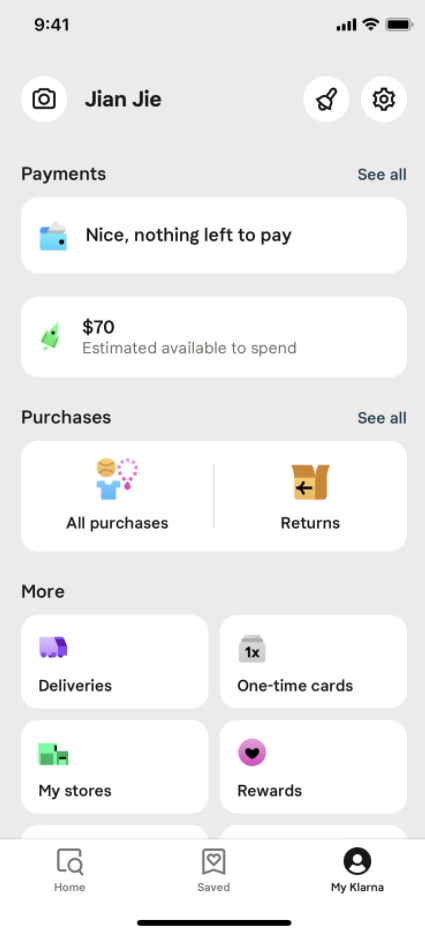 9:41
Jian Jie
Payments
See all
Nice, nothing left to pay
$70
Estimated available to spend
Purchases
See all
All purchases
Returns
More
Deliveries
1x
One-time cards
My stores
Rewards
Home
Saved
My Klarna